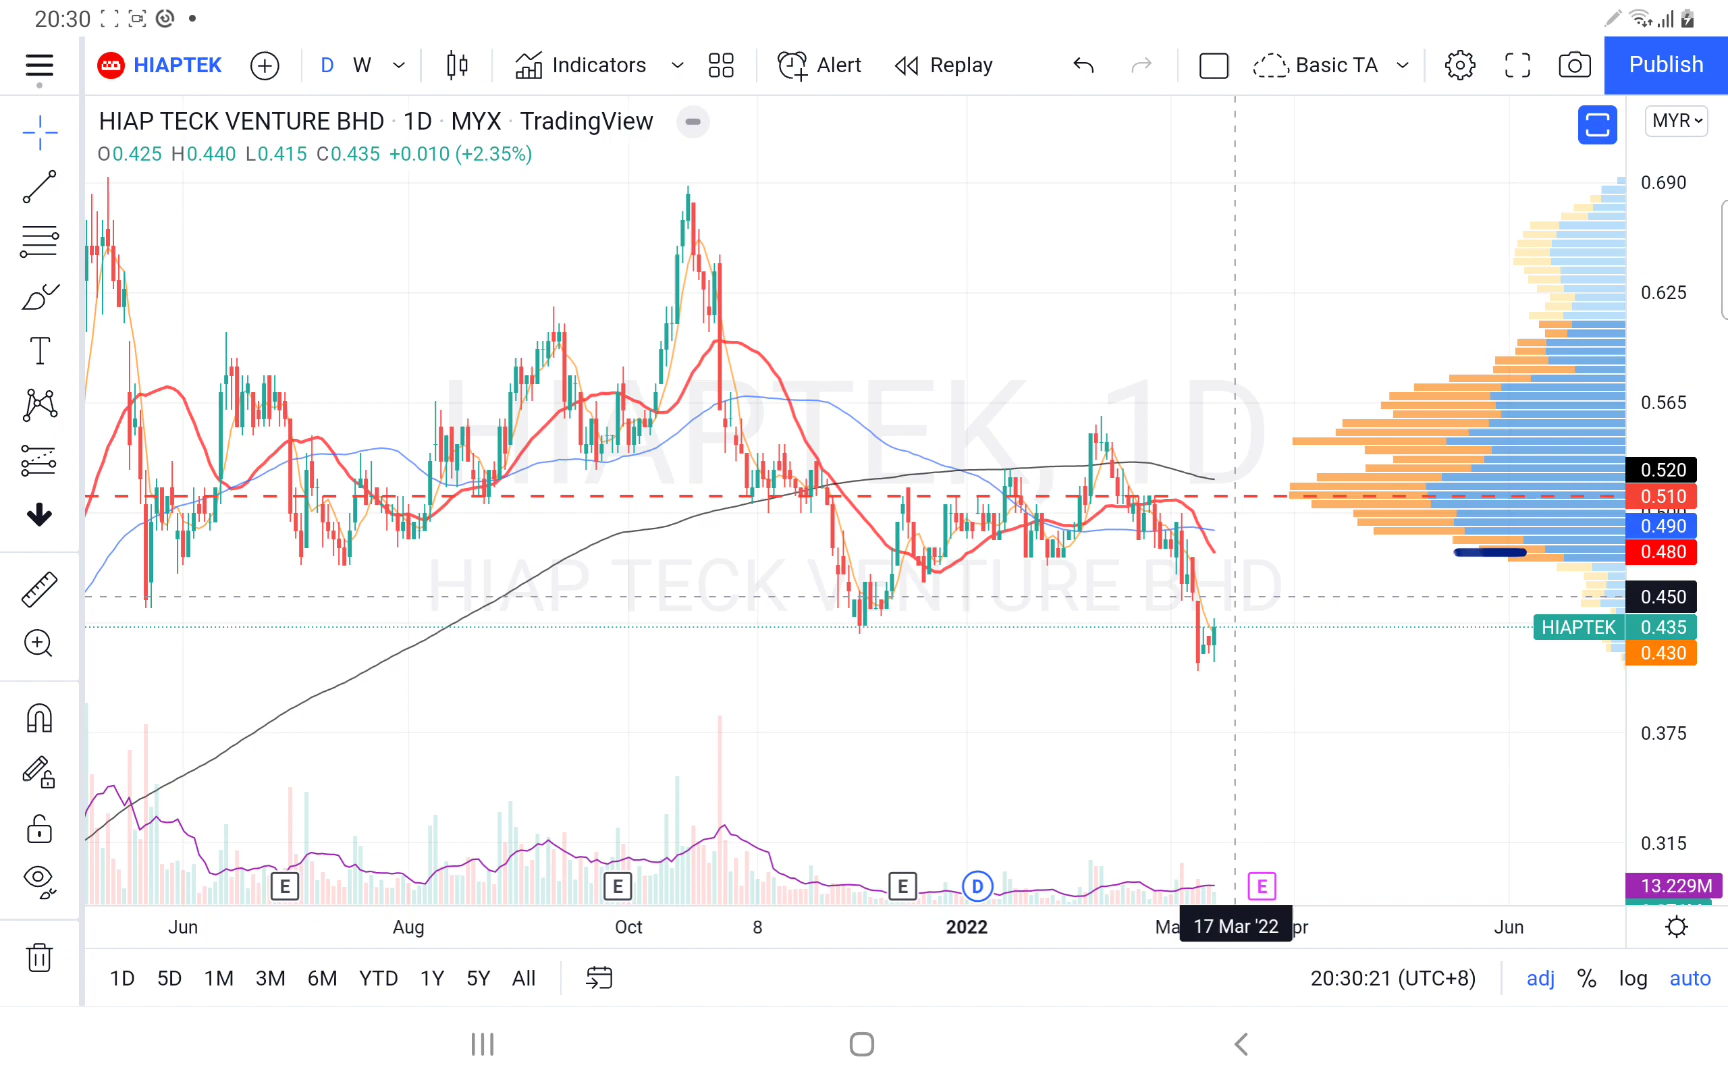 20:30
HIAPTEK D W Indicators Alert Replay Basic TA Publish
HIAP TECK VENTURE BHD · 1D · MYX · TradingView
MYR
O0.425 H0.440 L0.415 C0.435 +0.010 (+2.35%)
0.690
0.625
HIAPTEK, 1D
0.565
0.520
0.510
0.490
0.480
HIAP TECK VENTURE BHD
0.450
HIAPTEK 0.435
0.430
0.375
0.315
E E E D E 13.229M
Jun Aug Oct 8 2022 Ma 17 Mar '22 pr Jun
1D 5D 1M 3M 6M YTD 1Y 5Y All 20:30:21 (UTC+8) adj % log auto